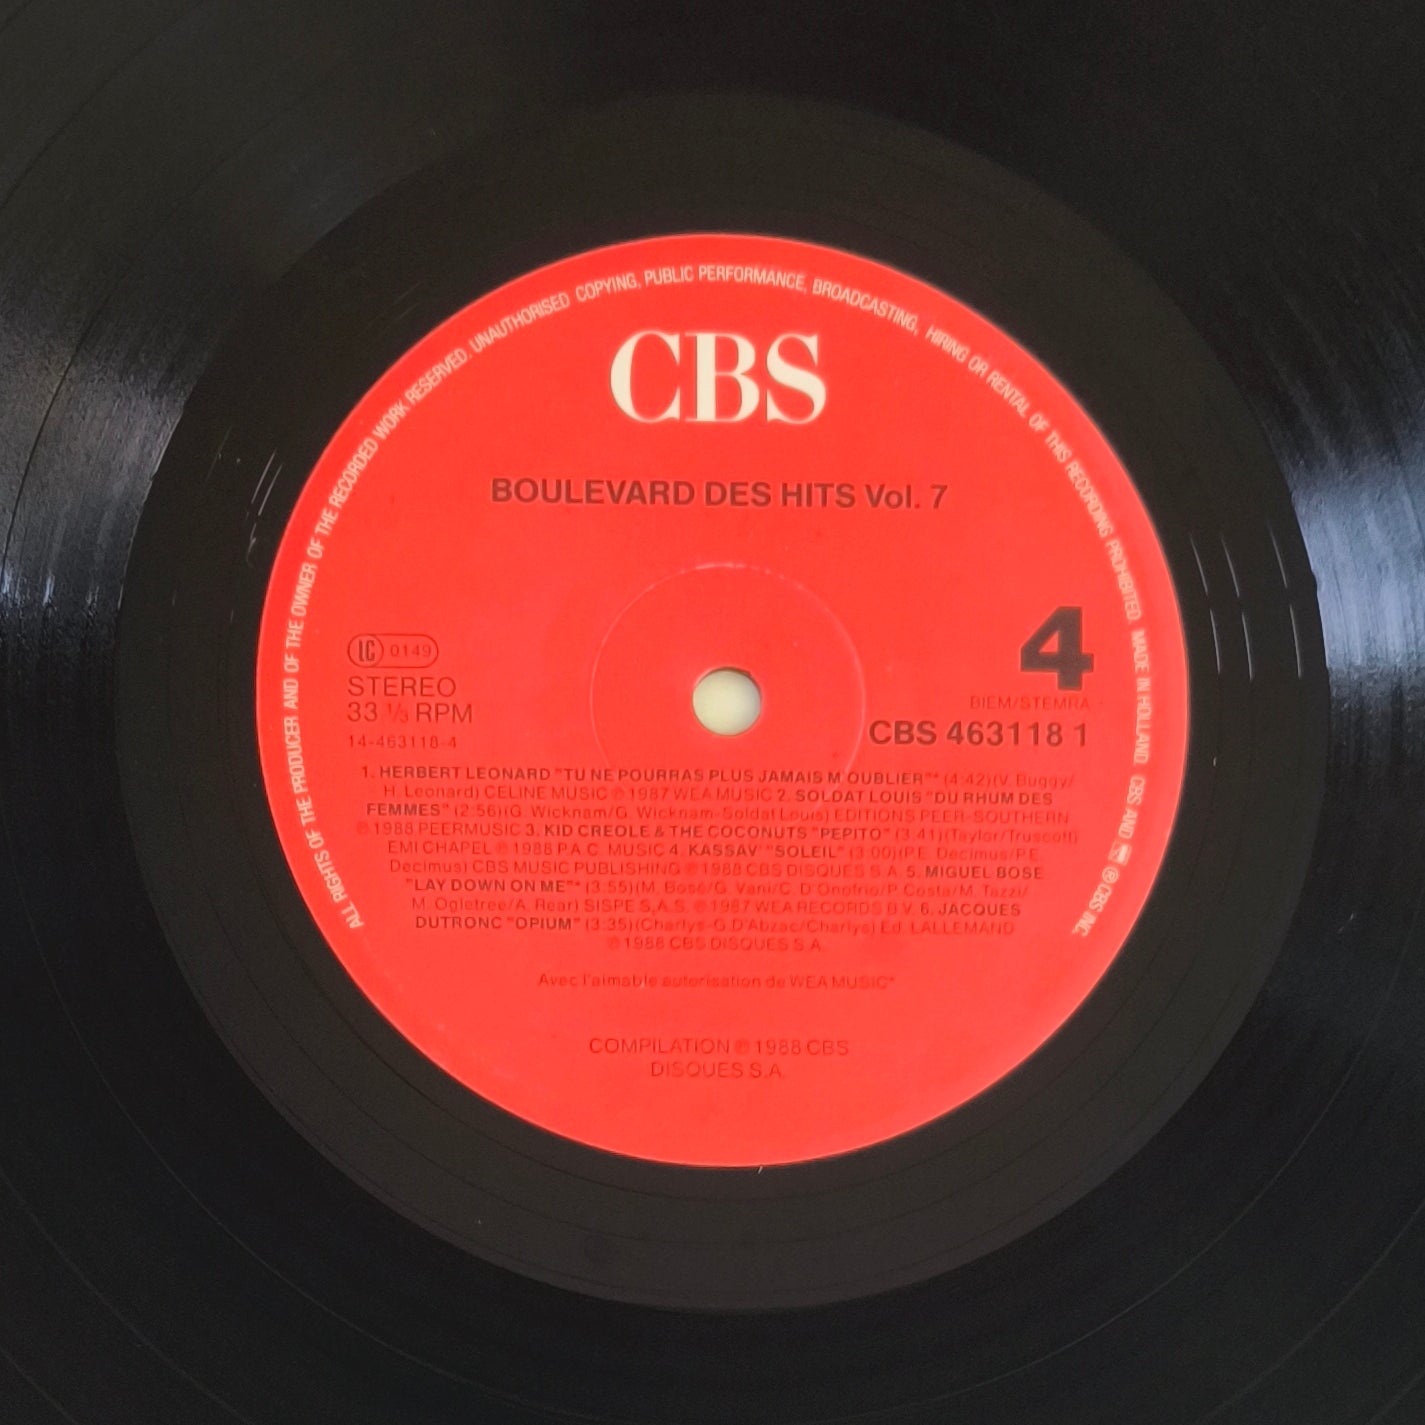 ALL RIGHTS OF THE PRODUCER AND OF THE OWNER OF THE RECORDED WORK RESERVED. UNAUTHORISED COPYING, PUBLIC PERFORMANCE, BROADCASTING, HIRING OR RENTAL OF THIS RECORDING PROHIBITED. MADE IN HOLLAND. CBS AND ℗ CBS INC.
CBS
BOULEVARD DES HITS Vol. 7
4
LC 0149
STEREO
33 1/3 RPM
14-463118-4
BIEM/STEMRA
CBS 463118 1
1. HERBERT LEONARD "TU NE POURRAS PLUS JAMAIS M'OUBLIER"* (4:42)(V. Buggy/
H. Leonard) CELINE MUSIC ℗ 1987 WEA MUSIC 2. SOLDAT LOUIS "DU RHUM DES
FEMMES" (2:56)(G. Wicknam/G. Wicknam-Soldat Louis) EDITIONS PEER-SOUTHERN
℗ 1988 PEERMUSIC 3. KID CREOLE & THE COCONUTS "PEPITO" (3.41)(Taylor/Truscott)
EMI CHAPEL ℗ 1988 P.A.C. MUSIC 4. KASSAV' "SOLEIL" (3:00)(P.E. Decimus/P.E.
Decimus) CBS MUSIC PUBLISHING ℗ 1988 CBS DISQUES S.A. 5. MIGUEL BOSE
"LAY DOWN ON ME"* (3:55)(M. Bosé/G. Vani/C. D'Onofrio/P. Costa/M. Tazzi/
M. Ogletree/A. Rear) SISPE S.A.S. ℗ 1987 WEA RECORDS B.V. 6. JACQUES
DUTRONC "OPIUM" (3:35)(Charlys-G.D'Abzac/Charlys) Ed. LALLEMAND
℗ 1988 CBS DISQUES S.A.
Avec l'aimable autorisation de WEA MUSIC*
COMPILATION ℗ 1988 CBS
DISQUES S.A.